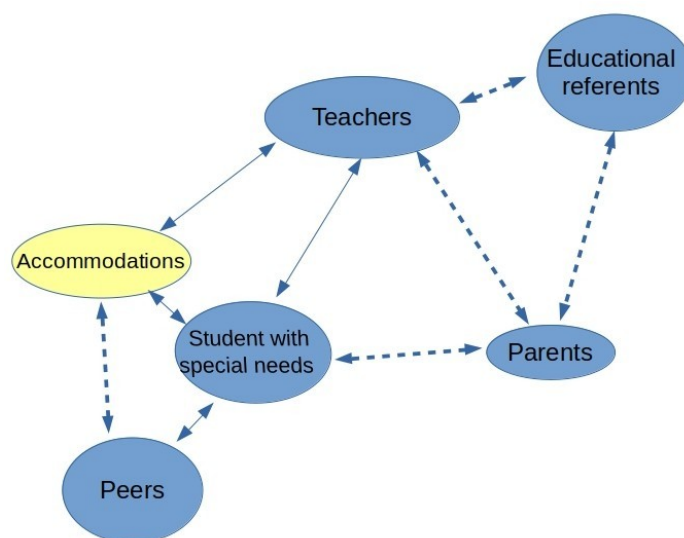 Educational
referents
Teachers
Accommodations
Student with
special needs
Parents
Peers